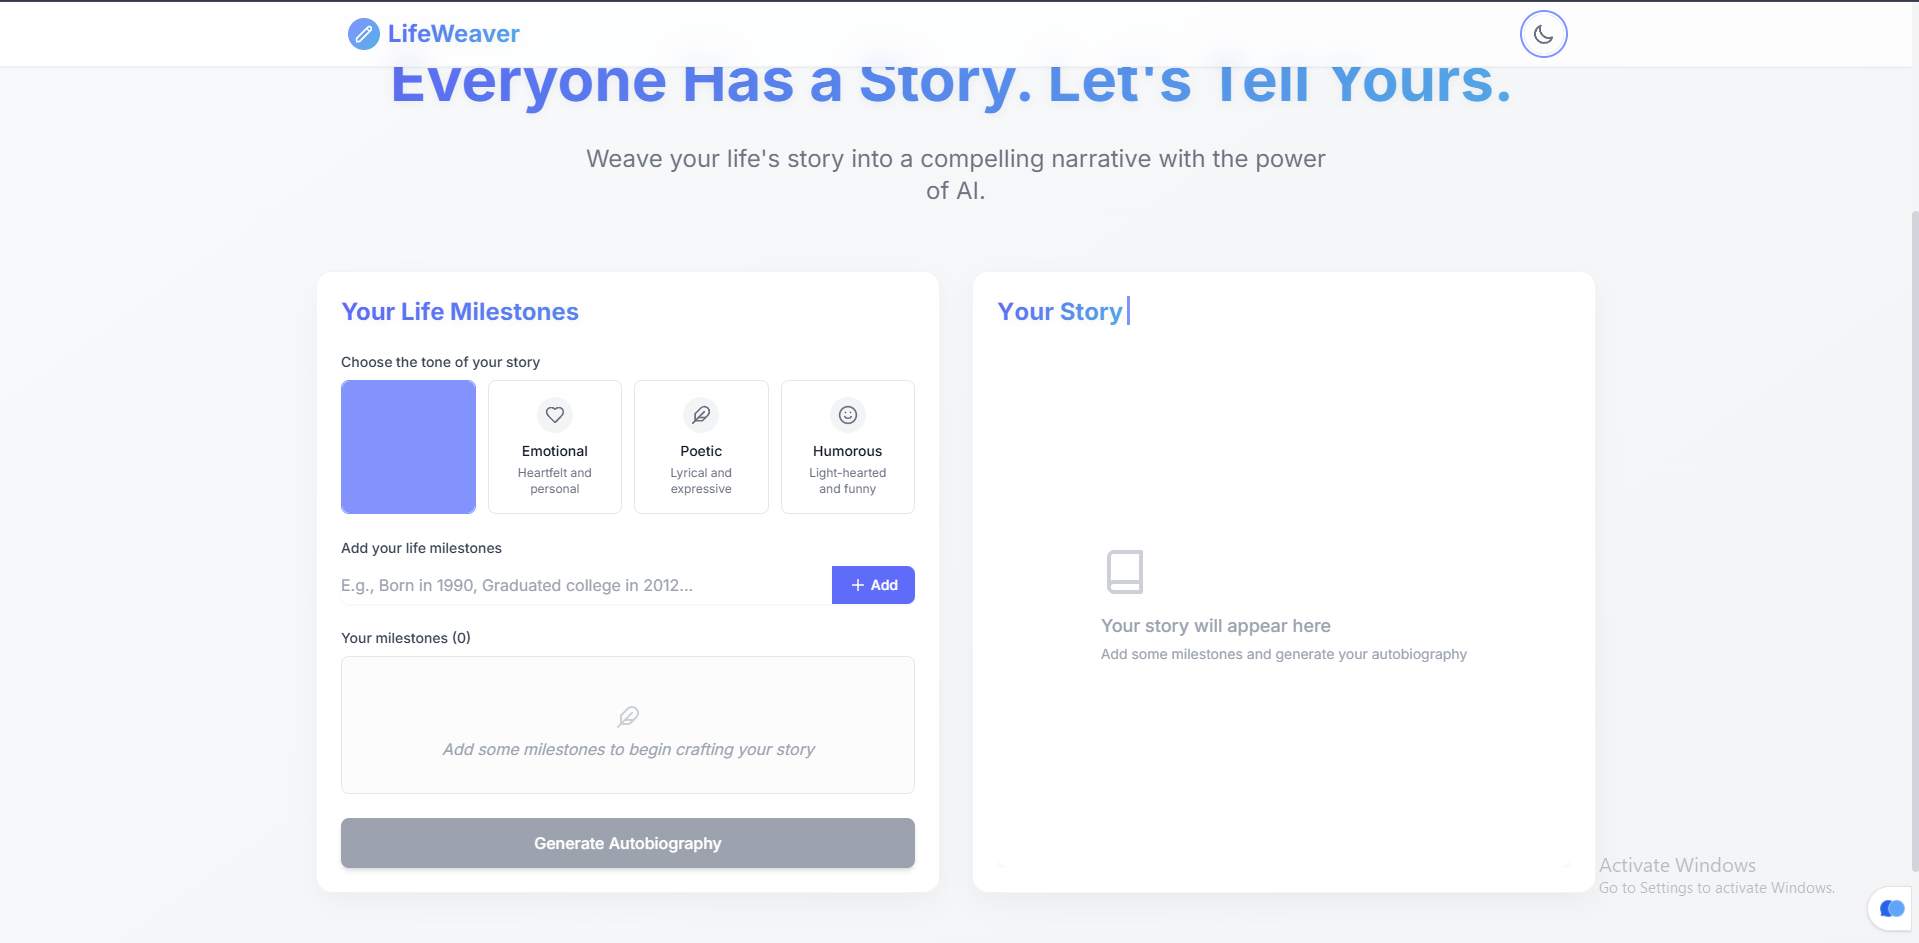 LifeWeaver
Everyone Has a Story. Let's Tell Yours.
Weave your life's story into a compelling narrative with the power
of AI.
Your Life Milestones
Choose the tone of your story
Emotional
Heartfelt and
personal
Poetic
Lyrical and
expressive
Humorous
Light-hearted
and funny
Add your life milestones
E.g., Born in 1990, Graduated college in 2012...
+ Add
Your milestones (0)
Add some milestones to begin crafting your story
Generate Autobiography
Your Story
Your story will appear here
Add some milestones and generate your autobiography
Activate Windows
Go to Settings to activate Windows.